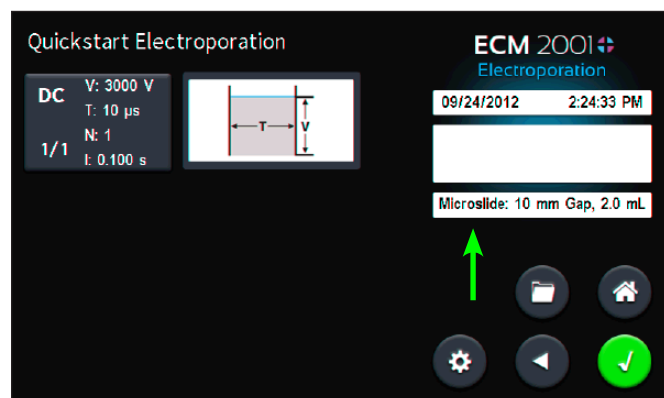 Quickstart Electroporation
DC
1/1
V: 3000 V
T: 10 µs
N: 1
I: 0.100 s
T
V
ECM 2001
Electroporation
09/24/2012 2:24:33 PM
Microslide: 10 mm Gap, 2.0 mL